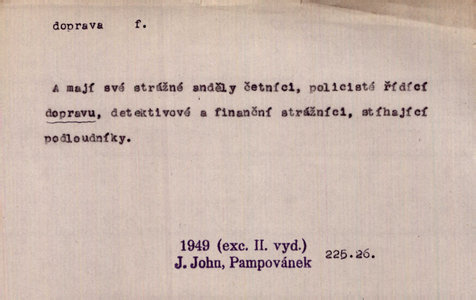 doprava f.
A mají své strážné anděly četníci, policisté řídící
dopravu, detektivové a finanční strážníci, stíhající
podloudníky.
1949 (exc. II. vyd.)
J. John, Pampovánek 225.26.